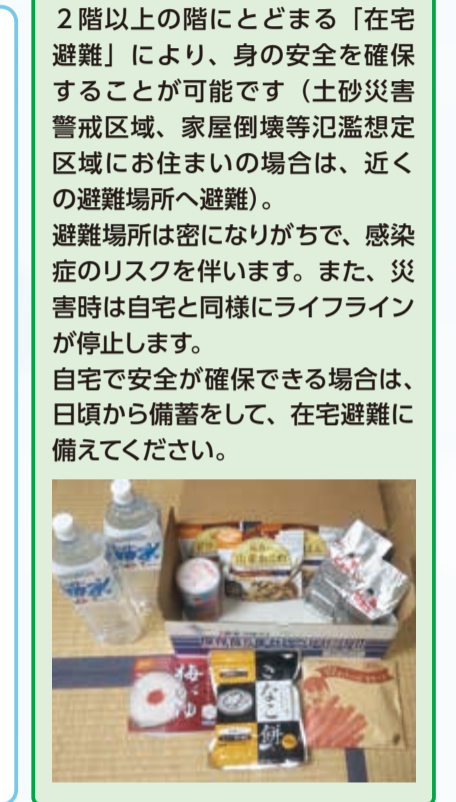 ２階以上の階にとどまる「在宅
避難」により、身の安全を確保
することが可能です（土砂災害
警戒区域、家屋倒壊等氾濫想定
区域にお住まいの場合は、近く
の避難場所へ避難）。
避難場所は密になりがちで、感染
症のリスクを伴います。また、災
害時は自宅と同様にライフライン
が停止します。
自宅で安全が確保できる場合は、
日頃から備蓄をして、在宅避難に
備えてください。
梅がゆ
きなこ餅